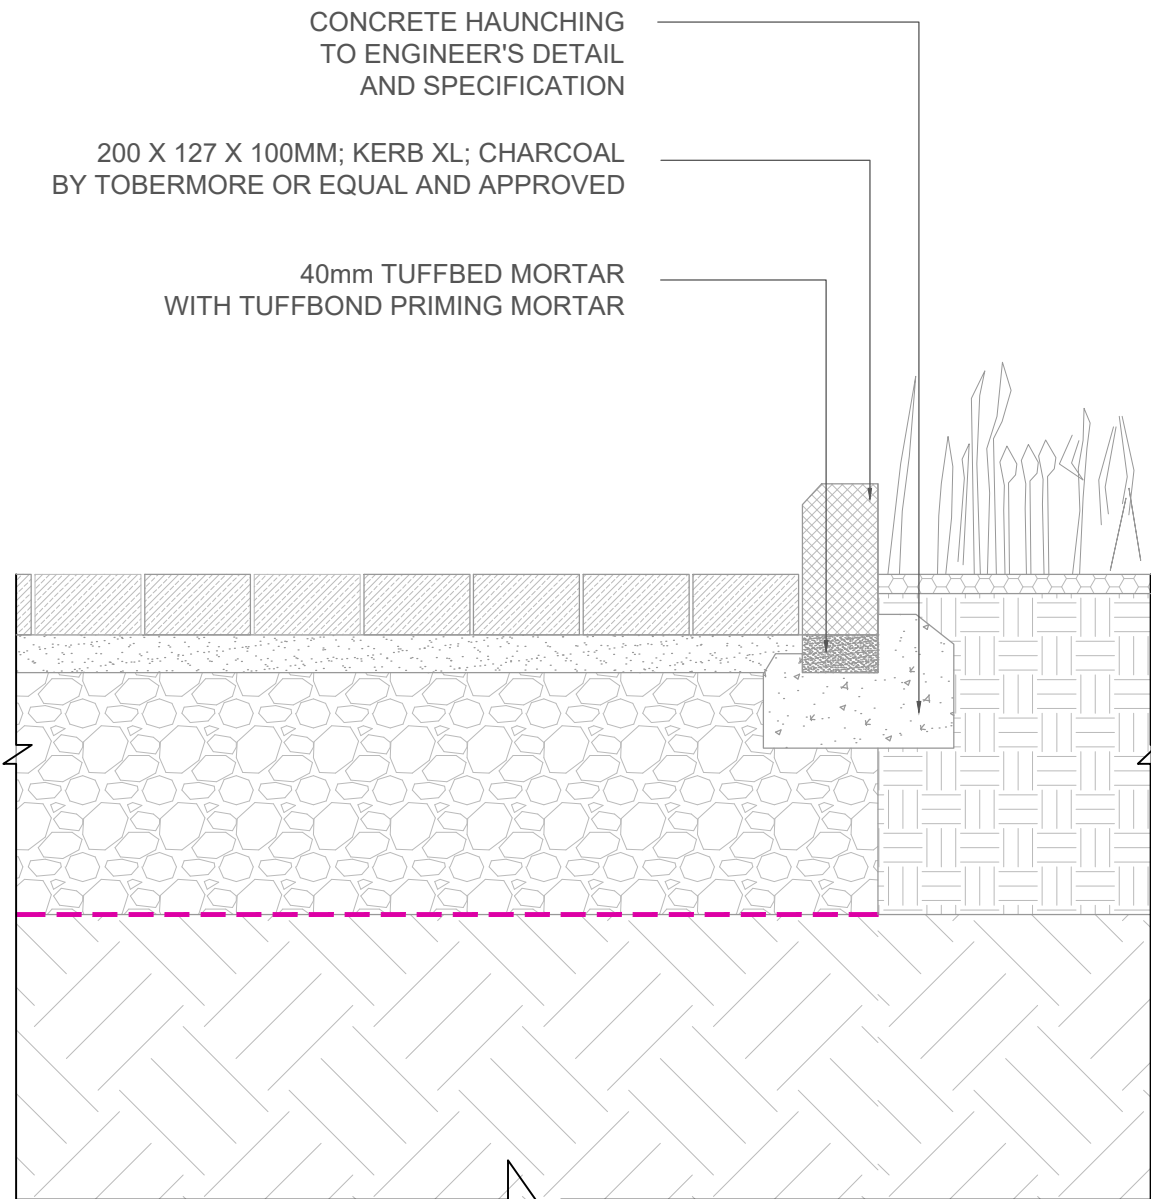 CONCRETE HAUNCHING
TO ENGINEER'S DETAIL
AND SPECIFICATION
200 X 127 X 100MM; KERB XL; CHARCOAL
BY TOBERMORE OR EQUAL AND APPROVED
40mm TUFFBED MORTAR
WITH TUFFBOND PRIMING MORTAR